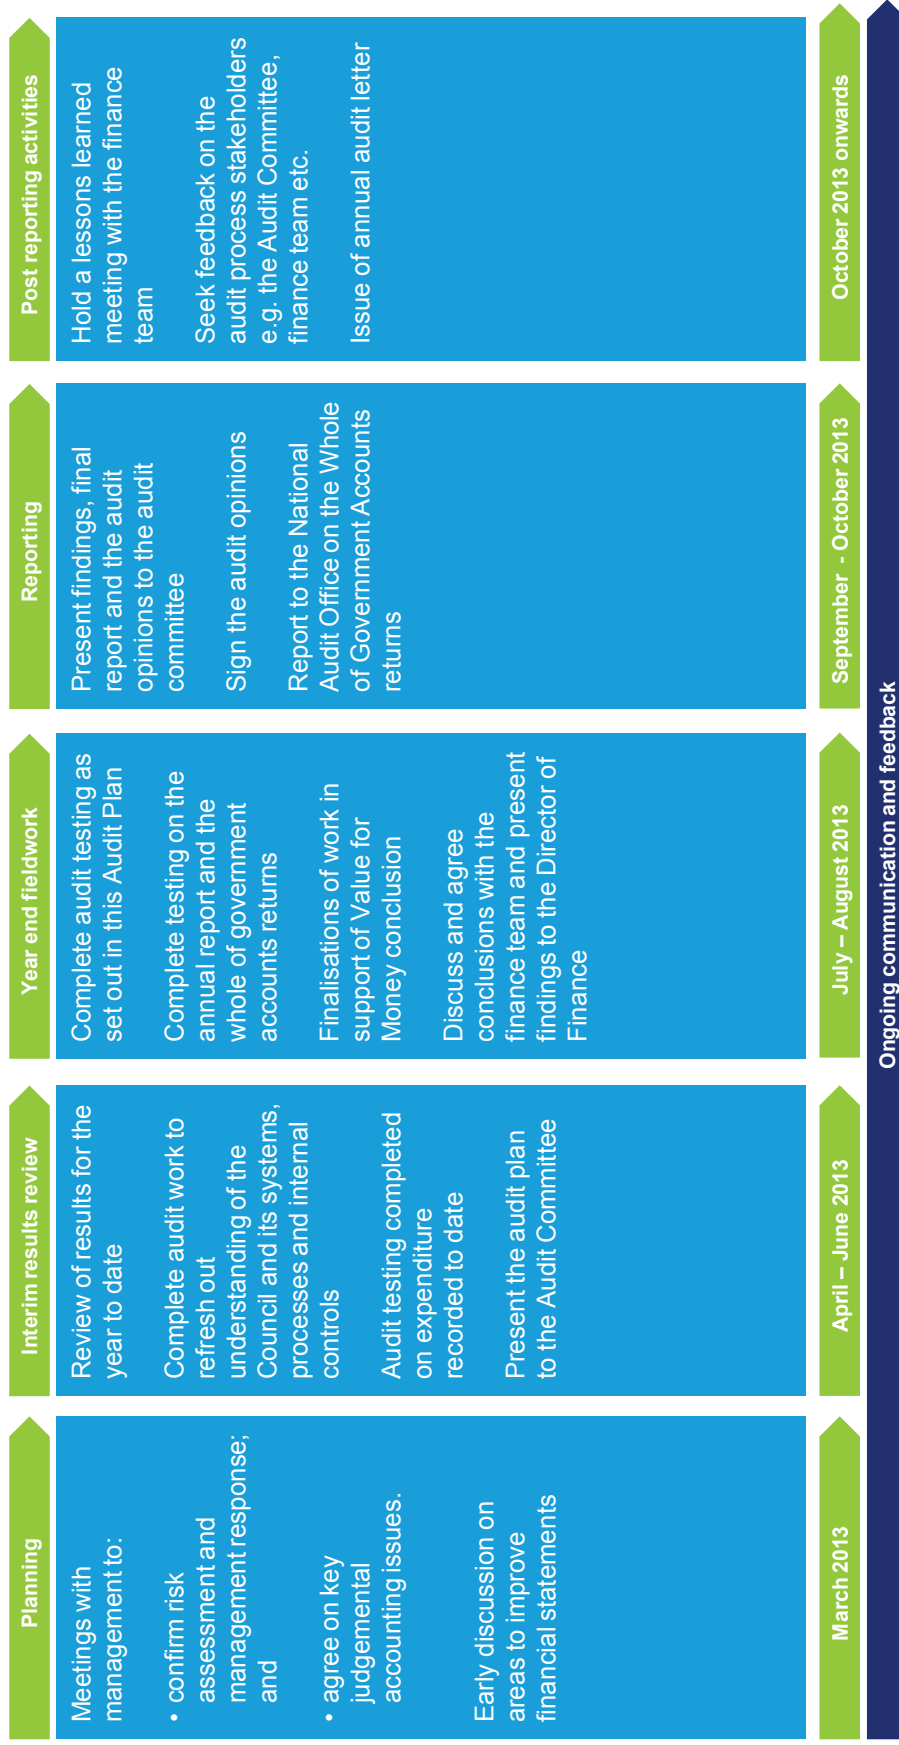 Planning
Meetings with
management to:
• confirm risk
assessment and
management response;
and
• agree on key
judgemental
accounting issues.
Early discussion on
areas to improve
financial statements
March 2013
Interim results review
Review of results for the
year to date
Complete audit work to
refresh out
understanding of the
Council and its systems,
processes and internal
controls
Audit testing completed
on expenditure
recorded to date
Present the audit plan
to the Audit Committee
April – June 2013
Year end fieldwork
Complete audit testing as
set out in this Audit Plan
Complete testing on the
annual report and the
whole of government
accounts returns
Finalisations of work in
support of Value for
Money conclusion
Discuss and agree
conclusions with the
finance team and present
findings to the Director of
Finance
July – August 2013
Reporting
Present findings, final
report and the audit
opinions to the audit
committee
Sign the audit opinions
Report to the National
Audit Office on the Whole
of Government Accounts
returns
September - October 2013
Post reporting activities
Hold a lessons learned
meeting with the finance
team
Seek feedback on the
audit process stakeholders
e.g. the Audit Committee,
finance team etc.
Issue of annual audit letter
October 2013 onwards
Ongoing communication and feedback